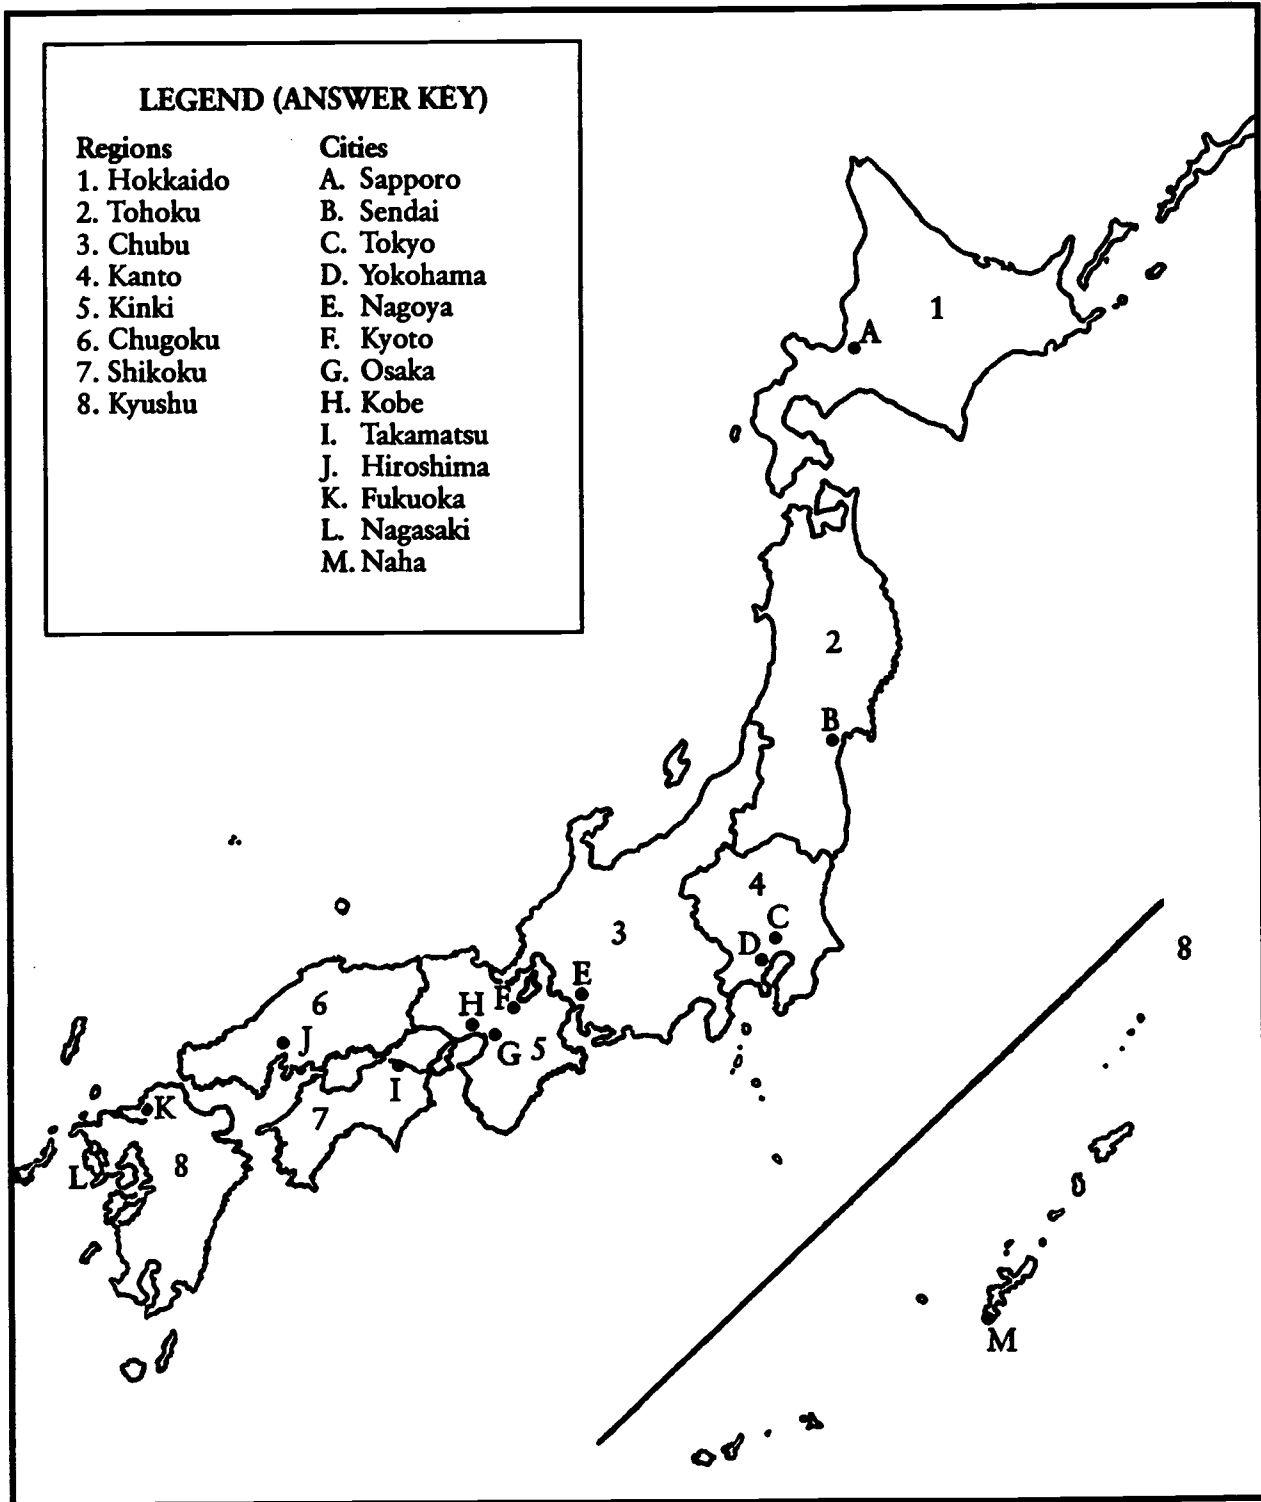 LEGEND (ANSWER KEY)
Regions
1. Hokkaido
2. Tohoku
3. Chubu
4. Kanto
5. Kinki
6. Chugoku
7. Shikoku
8. Kyushu
Cities
A. Sapporo
B. Sendai
C. Tokyo
D. Yokohama
E. Nagoya
F. Kyoto
G. Osaka
H. Kobe
I. Takamatsu
J. Hiroshima
K. Fukuoka
L. Nagasaki
M. Naha
1
A
2
B
4
C
3
D
8
E
6
H
F
J
G
5
I
K
7
L
8
M